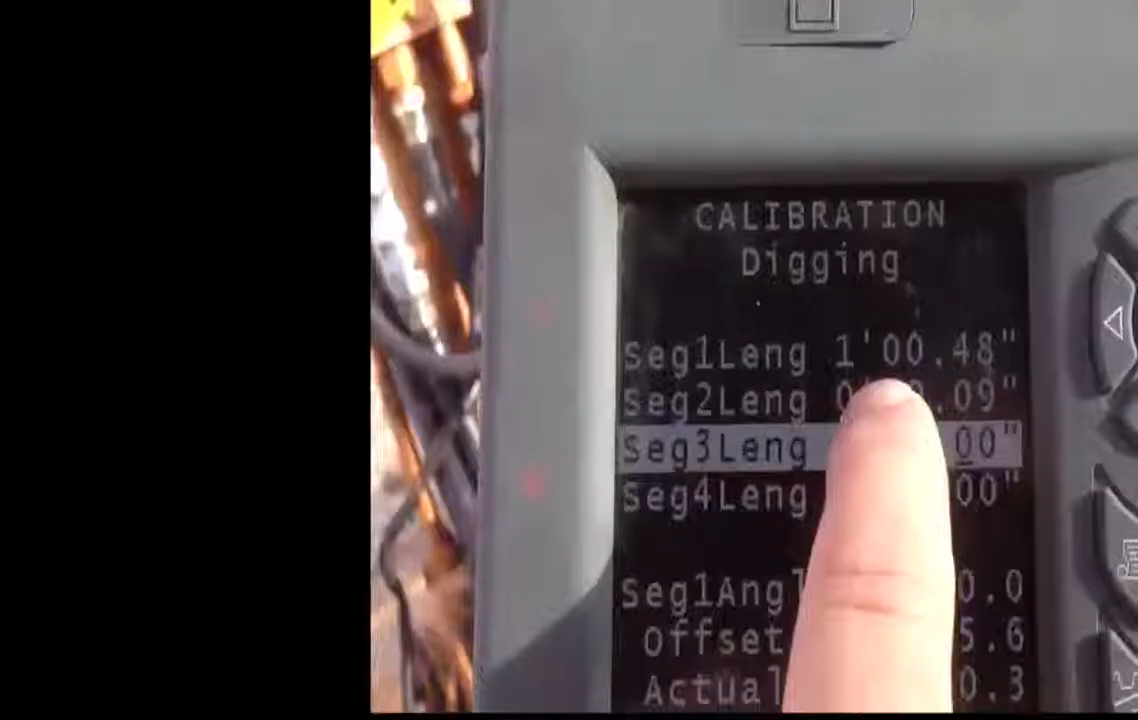 CALIBRATION
Digging
Seg1Leng 1'00.48"
Seg2Leng .09"
Seg3Leng 00"
Seg4Leng 00"
Seg1Ang 0.0
Offset 5.6
Actual 0.3